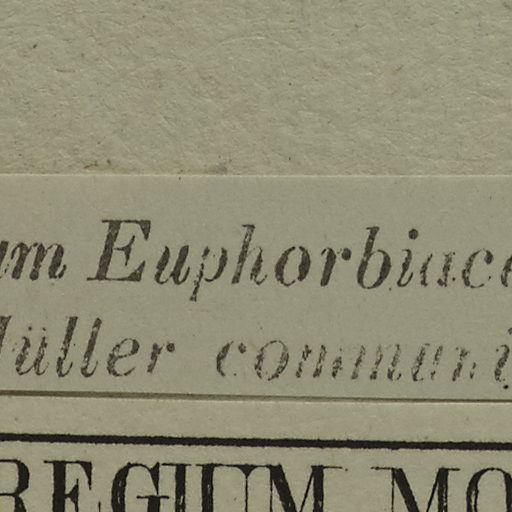 um Euphorbiace
üller communi
REGIUM MO